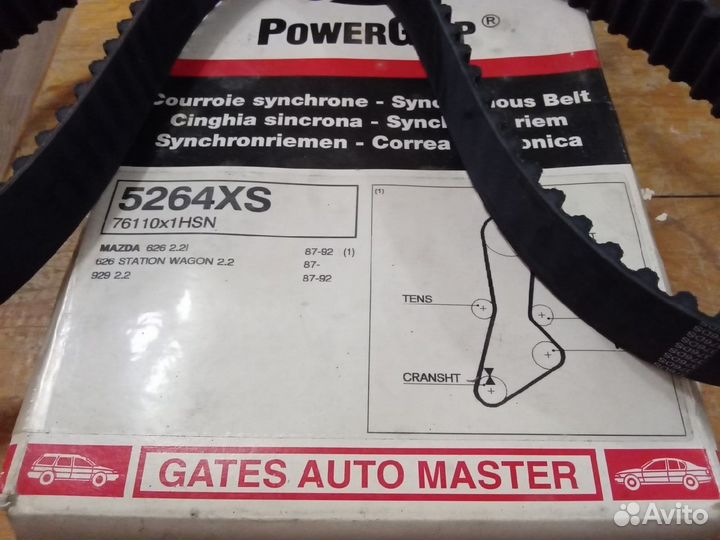 POWERG P ®
Courroie synchrone - Syn nous Belt
Cinghia sincrona - Synch riem
Synchronriemen - Correa onica
5264XS
76110x1HSN
MAZDA 626 2.2i 87-92 (1)
626 STATION WAGON 2.2 87-
929 2.2 87-92
(1)
TENS
CRANSHT
GATES AUTO MASTER
Avito